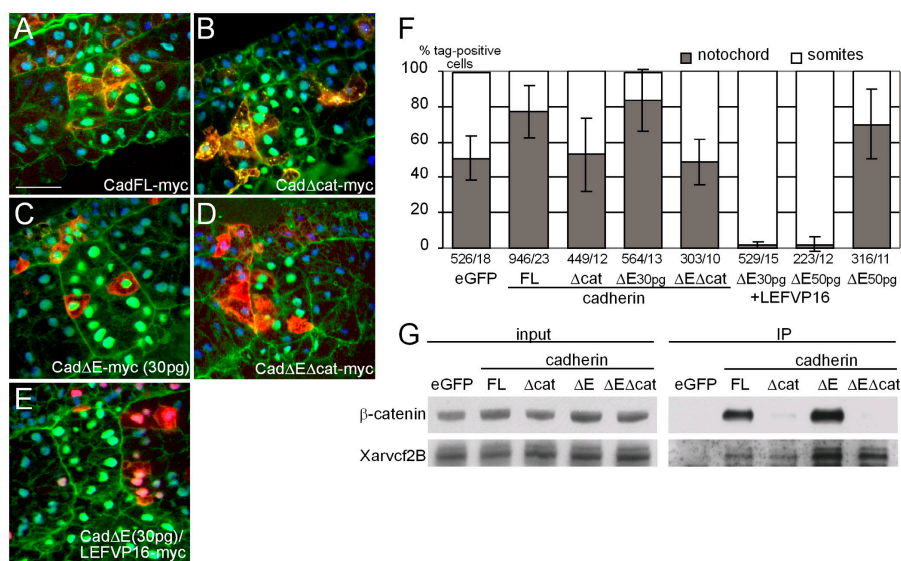 A
CadFL-myc
B
CadΔcat-myc
C
CadΔE-myc (30pg)
D
CadΔEΔcat-myc
E
CadΔE(30pg)/
LEFVP16-myc
F
% tag-positive
cells
notochord
somites
100
80
60
40
20
0
526/18 946/23 449/12 564/13 303/10 529/15 223/12 316/11
eGFP FL Δcat ΔE30pg ΔEΔcat ΔE30pg ΔE50pg ΔE50pg
cadherin +LEFVP16
G
input IP
cadherin cadherin
eGFP FL Δcat ΔE ΔEΔcat eGFP FL Δcat ΔE ΔEΔcat
β-catenin
Xarvcf2B